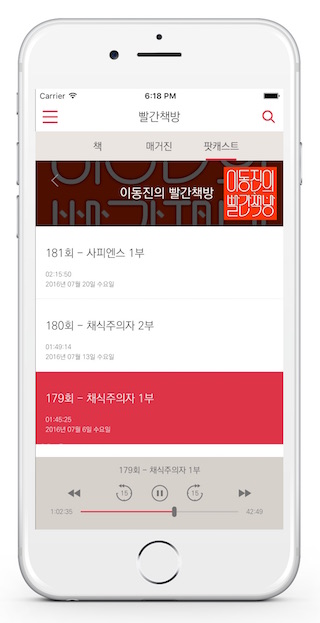 Carrier 6:18 PM
빨간책방
책 매거진 팟캐스트
이동진의 빨간책방
이동진의
빨간책방
181회 - 사피엔스 1부
02:15:50
2016년 07월 20일 수요일
180회 - 채식주의자 2부
01:49:14
2016년 07월 13일 수요일
179회 - 채식주의자 1부
01:45:25
2016년 07월 6일 수요일
179회 - 채식주의자 1부
15 15
1:02:35 42:49